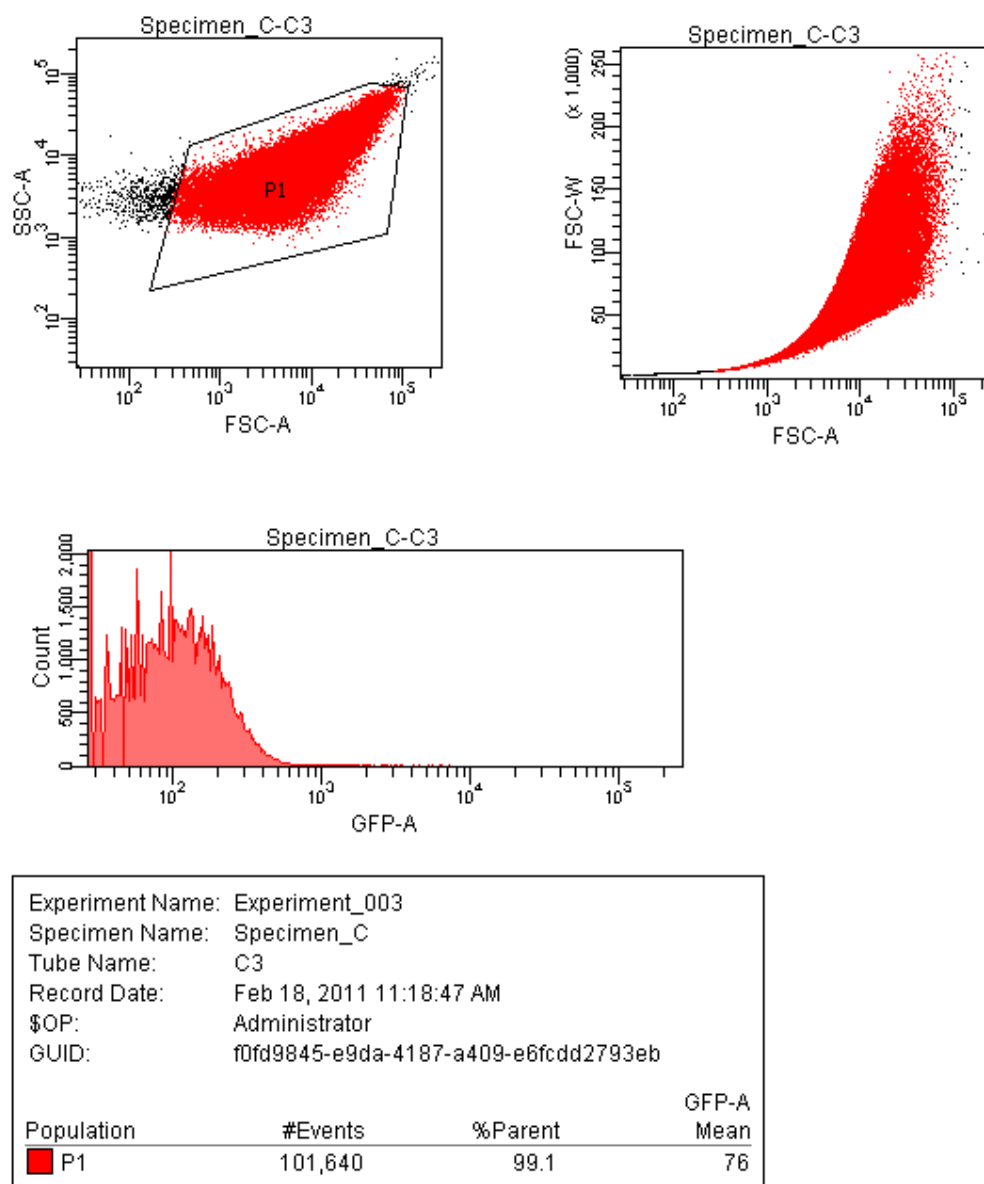 Specimen_C-C3
SSC-A
10^5
10^4
10^3
10^2
P1
10^2 10^3 10^4 10^5
FSC-A
Specimen_C-C3
(x 1,000)
FSC-W
250
200
150
100
50
10^2 10^3 10^4 10^5
FSC-A
Specimen_C-C3
Count
2,000
1,500
1,000
500
0
10^2 10^3 10^4 10^5
GFP-A
Experiment Name: Experiment_003
Specimen Name: Specimen_C
Tube Name: C3
Record Date: Feb 18, 2011 11:18:47 AM
$OP: Administrator
GUID: f0fd9845-e9da-4187-a409-e6fcdd2793eb
GFP-A
Population #Events %Parent Mean
P1 101,640 99.1 76